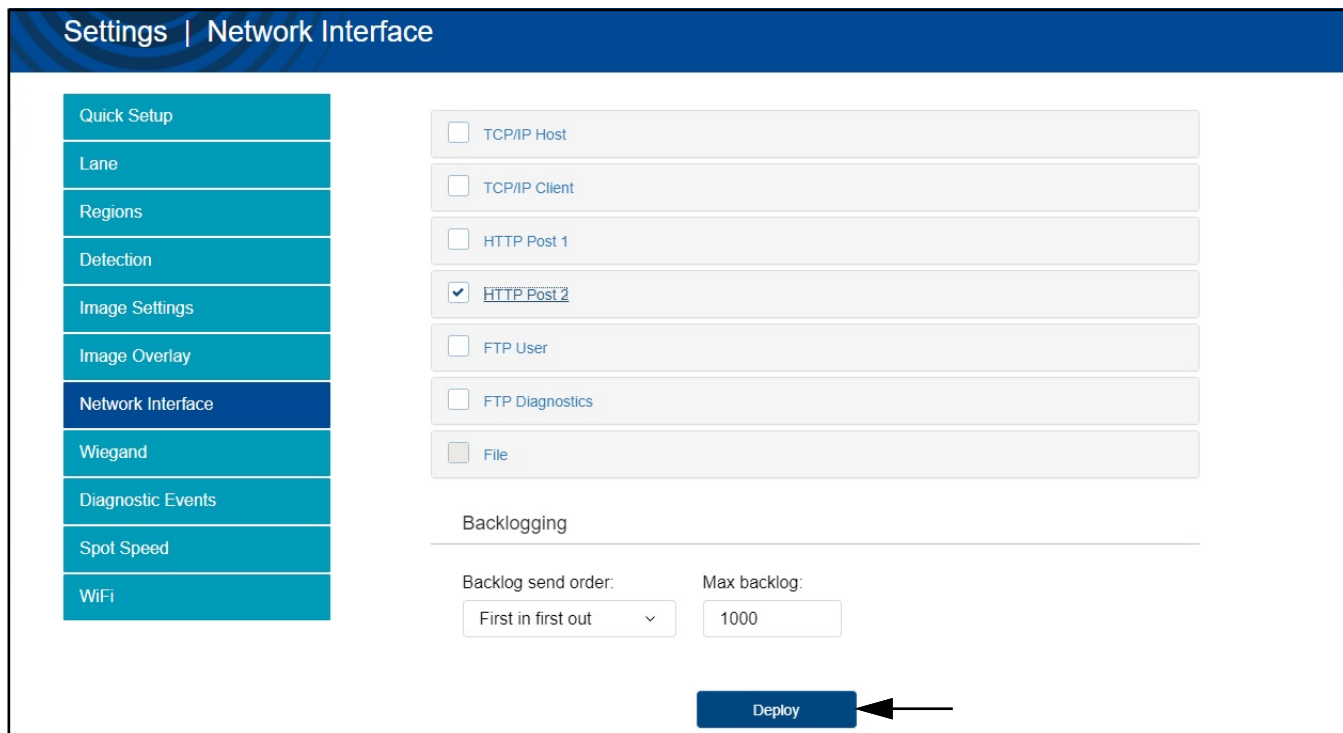 Settings | Network Interface
Quick Setup
Lane
Regions
Detection
Image Settings
Image Overlay
Network Interface
Wiegand
Diagnostic Events
Spot Speed
WiFi
TCP/IP Host
TCP/IP Client
HTTP Post 1
HTTP Post 2
FTP User
FTP Diagnostics
File
Backlogging
Backlog send order: Max backlog:
First in first out 1000
Deploy